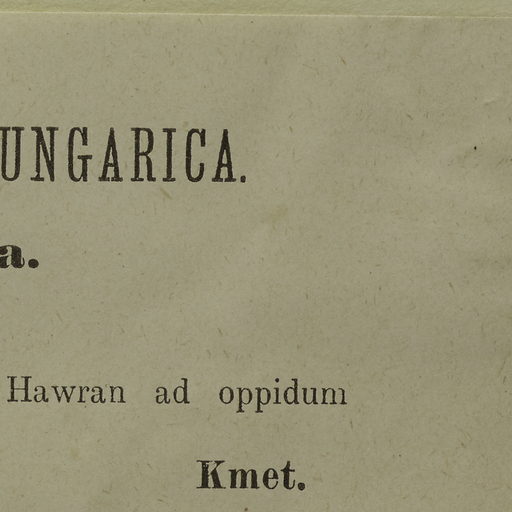 UNGARICA.
a.
Hawran ad oppidum
Kmet.